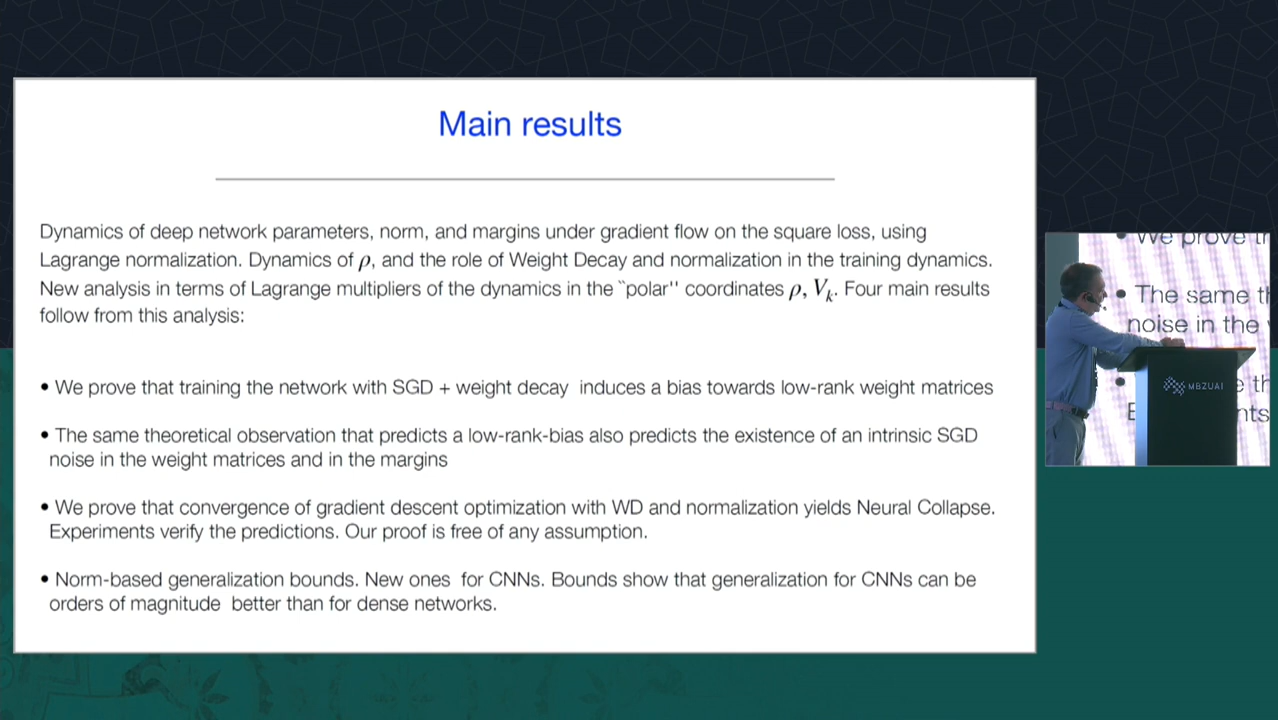 Main results
Dynamics of deep network parameters, norm, and margins under gradient flow on the square loss, using
Lagrange normalization. Dynamics of ρ, and the role of Weight Decay and normalization in the training dynamics.
New analysis in terms of Lagrange multipliers of the dynamics in the ``polar'' coordinates ρ, V_k. Four main results
follow from this analysis:
• We prove that training the network with SGD + weight decay induces a bias towards low-rank weight matrices
• The same theoretical observation that predicts a low-rank-bias also predicts the existence of an intrinsic SGD
noise in the weight matrices and in the margins
• We prove that convergence of gradient descent optimization with WD and normalization yields Neural Collapse.
Experiments verify the predictions. Our proof is free of any assumption.
• Norm-based generalization bounds. New ones for CNNs. Bounds show that generalization for CNNs can be
orders of magnitude better than for dense networks.
• We prove th
• The same th
noise in the
MBZUAI